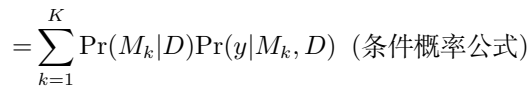 $= \sum_{k=1}^{K} \Pr(M_k|D)\Pr(y|M_k, D)$ (条件概率公式)